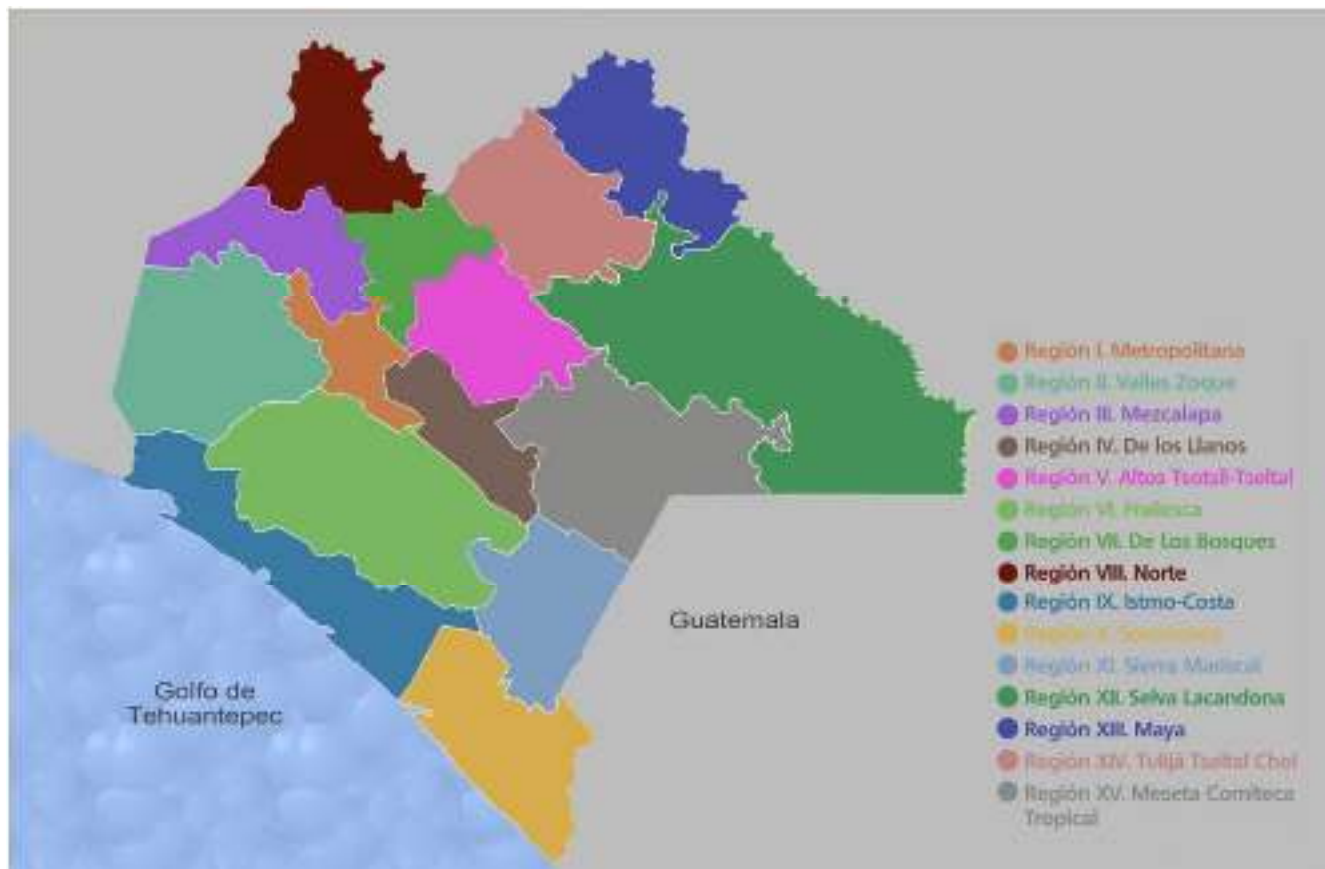 Guatemala
Golfo de
Tehuantepec
Región I. Metropolitana
Región II. Valles Zoque
Región III. Mezcalapa
Región IV. De los Llanos
Región V. Altos Tsotsil-Tseltal
Región VI. Frailesca
Región VII. De Los Bosques
Región VIII. Norte
Región IX. Istmo-Costa
Región X. Soconusco
Región XI. Sierra Mariscal
Región XII. Selva Lacandona
Región XIII. Maya
Región XIV. Tulijá Tseltal Chol
Región XV. Meseta Comiteca
Tropical